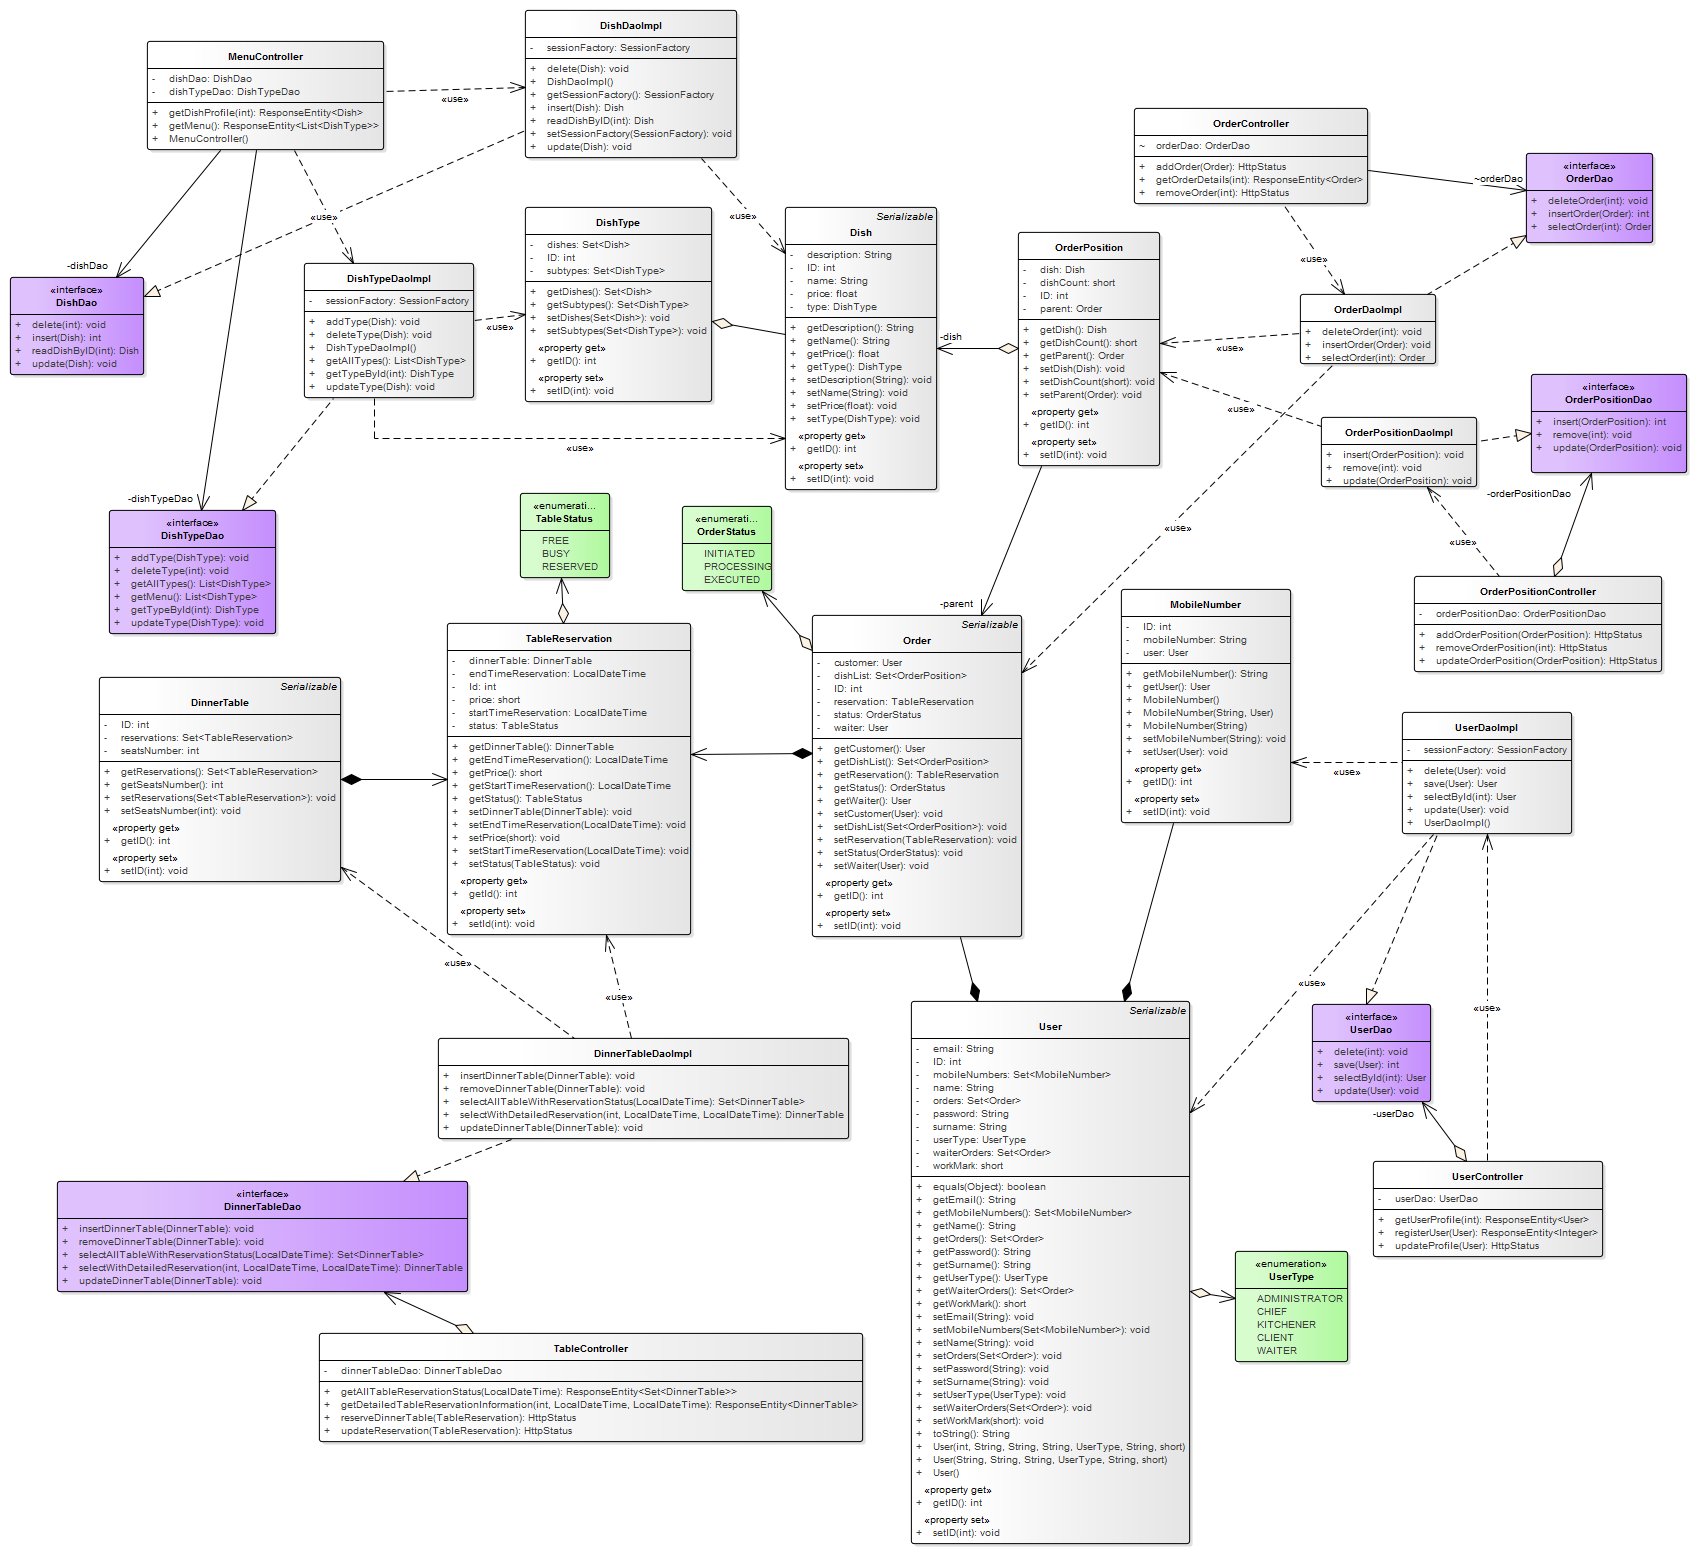 MenuController
- dishDao: DishDao
- dishTypeDao: DishTypeDao
+ getDishProfile(int): ResponseEntity<Dish>
+ getMenu(): ResponseEntity<List<DishType>>
+ MenuController()
DishDaoImpl
- sessionFactory: SessionFactory
+ delete(Dish): void
+ DishDaoImpl()
+ getSessionFactory(): SessionFactory
+ insert(Dish): Dish
+ readDishByID(int): Dish
+ setSessionFactory(SessionFactory): void
+ update(Dish): void
«use»
«use»
«use»
OrderController
~ orderDao: OrderDao
+ addOrder(Order): HttpStatus
+ getOrderDetails(int): ResponseEntity<Order>
+ removeOrder(int): HttpStatus
~orderDao
«interface»
OrderDao
+ deleteOrder(int): void
+ insertOrder(Order): int
+ selectOrder(int): Order
«use»
-dishDao
«interface»
DishDao
+ delete(int): void
+ insert(Dish): int
+ readDishByID(int): Dish
+ update(Dish): void
DishTypeDaoImpl
- sessionFactory: SessionFactory
+ addType(Dish): void
+ deleteType(Dish): void
+ DishTypeDaoImpl()
+ getAllTypes(): List<DishType>
+ getTypeById(int): DishType
+ updateType(Dish): void
«use»
DishType
- dishes: Set<Dish>
- ID: int
- subtypes: Set<DishType>
+ getDishes(): Set<Dish>
+ getSubtypes(): Set<DishType>
+ setDishes(Set<Dish>): void
+ setSubtypes(Set<DishType>): void
«property get»
+ getID(): int
«property set»
+ setID(int): void
Serializable
Dish
- description: String
- ID: int
- name: String
- price: float
- type: DishType
+ getDescription(): String
+ getName(): String
+ getPrice(): float
+ getType(): DishType
+ setDescription(String): void
+ setName(String): void
+ setPrice(float): void
+ setType(DishType): void
«property get»
+ getID(): int
«property set»
+ setID(int): void
-dish
OrderPosition
- dish: Dish
- dishCount: short
- ID: int
- parent: Order
+ getDish(): Dish
+ getDishCount(): short
+ getParent(): Order
+ setDish(Dish): void
+ setDishCount(short): void
+ setParent(Order): void
«property get»
+ getID(): int
«property set»
+ setID(int): void
OrderDaoImpl
+ deleteOrder(int): void
+ insertOrder(Order): void
+ selectOrder(int): Order
«use»
«use»
OrderPositionDaoImpl
+ insert(OrderPosition): void
+ remove(int): void
+ update(OrderPosition): void
«interface»
OrderPositionDao
+ insert(OrderPosition): int
+ remove(int): void
+ update(OrderPosition): void
-orderPositionDao
«use»
«use»
«use»
OrderPositionController
- orderPositionDao: OrderPositionDao
+ addOrderPosition(OrderPosition): HttpStatus
+ removeOrderPosition(int): HttpStatus
+ updateOrderPosition(OrderPosition): HttpStatus
-dishTypeDao
«interface»
DishTypeDao
+ addType(DishType): void
+ deleteType(int): void
+ getAllTypes(): List<DishType>
+ getMenu(): List<DishType>
+ getTypeById(int): DishType
+ updateType(DishType): void
«enumerati...
TableStatus
FREE
BUSY
RESERVED
«enumerati...
OrderStatus
INITIATED
PROCESSING
EXECUTED
-parent
DinnerTable
Serializable
- ID: int
- reservations: Set<TableReservation>
- seatsNumber: int
+ getReservations(): Set<TableReservation>
+ getSeatsNumber(): int
+ setReservations(Set<TableReservation>): void
+ setSeatsNumber(int): void
«property get»
+ getID(): int
«property set»
+ setID(int): void
TableReservation
- dinnerTable: DinnerTable
- endTimeReservation: LocalDateTime
- Id: int
- price: short
- startTimeReservation: LocalDateTime
- status: TableStatus
+ getDinnerTable(): DinnerTable
+ getEndTimeReservation(): LocalDateTime
+ getPrice(): short
+ getStartTimeReservation(): LocalDateTime
+ getStatus(): TableStatus
+ setDinnerTable(DinnerTable): void
+ setEndTimeReservation(LocalDateTime): void
+ setPrice(short): void
+ setStartTimeReservation(LocalDateTime): void
+ setStatus(TableStatus): void
«property get»
+ getId(): int
«property set»
+ setId(int): void
Serializable
Order
- customer: User
- dishList: Set<OrderPosition>
- ID: int
- reservation: TableReservation
- status: OrderStatus
- waiter: User
+ getCustomer(): User
+ getDishList(): Set<OrderPosition>
+ getReservation(): TableReservation
+ getStatus(): OrderStatus
+ getWaiter(): User
+ setCustomer(User): void
+ setDishList(Set<OrderPosition>): void
+ setReservation(TableReservation): void
+ setStatus(OrderStatus): void
+ setWaiter(User): void
«property get»
+ getID(): int
«property set»
+ setID(int): void
MobileNumber
- ID: int
- mobileNumber: String
- user: User
+ getMobileNumber(): String
+ getUser(): User
+ MobileNumber()
+ MobileNumber(String, User)
+ MobileNumber(String)
+ setMobileNumber(String): void
+ setUser(User): void
«property get»
+ getID(): int
«property set»
+ setID(int): void
«use»
UserDaoImpl
- sessionFactory: SessionFactory
+ delete(User): void
+ save(User): User
+ selectById(int): User
+ update(User): void
+ UserDaoImpl()
«use»
«use»
«use»
«use»
DinnerTableDaoImpl
+ insertDinnerTable(DinnerTable): void
+ removeDinnerTable(DinnerTable): void
+ selectAllTableWithReservationStatus(LocalDateTime): Set<DinnerTable>
+ selectWithDetailedReservation(int, LocalDateTime, LocalDateTime): DinnerTable
+ updateDinnerTable(DinnerTable): void
«interface»
DinnerTableDao
+ insertDinnerTable(DinnerTable): void
+ removeDinnerTable(DinnerTable): void
+ selectAllTableWithReservationStatus(LocalDateTime): Set<DinnerTable>
+ selectWithDetailedReservation(int, LocalDateTime, LocalDateTime): DinnerTable
+ updateDinnerTable(DinnerTable): void
TableController
- dinnerTableDao: DinnerTableDao
+ getAllTableReservationStatus(LocalDateTime): ResponseEntity<Set<DinnerTable>>
+ getDetailedTableReservationInformation(int, LocalDateTime, LocalDateTime): ResponseEntity<DinnerTable>
+ reserveDinnerTable(TableReservation): HttpStatus
+ updateReservation(TableReservation): HttpStatus
Serializable
User
- email: String
- ID: int
- mobileNumbers: Set<MobileNumber>
- name: String
- orders: Set<Order>
- password: String
- surname: String
- userType: UserType
- waiterOrders: Set<Order>
- workMark: short
+ equals(Object): boolean
+ getEmail(): String
+ getMobileNumbers(): Set<MobileNumber>
+ getName(): String
+ getOrders(): Set<Order>
+ getPassword(): String
+ getSurname(): String
+ getUserType(): UserType
+ getWaiterOrders(): Set<Order>
+ getWorkMark(): short
+ setEmail(String): void
+ setMobileNumbers(Set<MobileNumber>): void
+ setName(String): void
+ setOrders(Set<Order>): void
+ setPassword(String): void
+ setSurname(String): void
+ setUserType(UserType): void
+ setWaiterOrders(Set<Order>): void
+ setWorkMark(short): void
+ toString(): String
+ User(int, String, String, String, UserType, String, short)
+ User(String, String, String, UserType, String, short)
+ User()
«property get»
+ getID(): int
«property set»
+ setID(int): void
«interface»
UserDao
+ delete(int): void
+ save(User): int
+ selectById(int): User
+ update(User): void
-userDao
UserController
- userDao: UserDao
+ getUserProfile(int): ResponseEntity<User>
+ registerUser(User): ResponseEntity<Integer>
+ updateProfile(User): HttpStatus
«enumeration»
UserType
ADMINISTRATOR
CHIEF
KITCHENER
CLIENT
WAITER